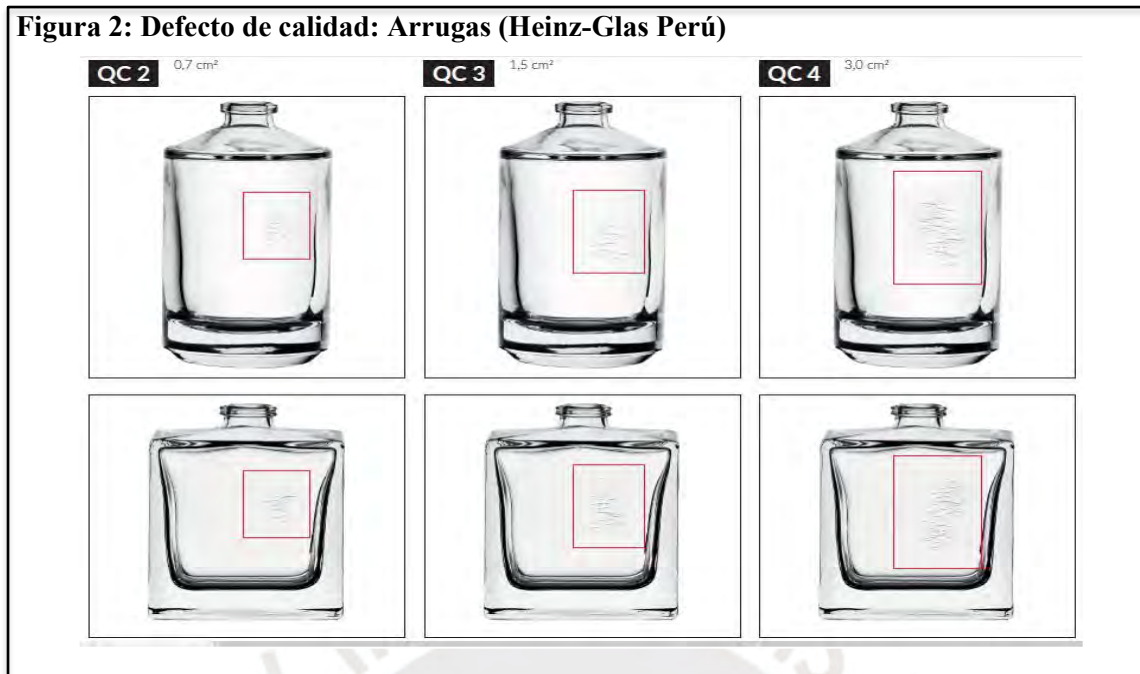 Figura 2: Defecto de calidad: Arrugas (Heinz-Glas Perú)
QC 2 0,7 cm²
QC 3 1,5 cm²
QC 4 3,0 cm²